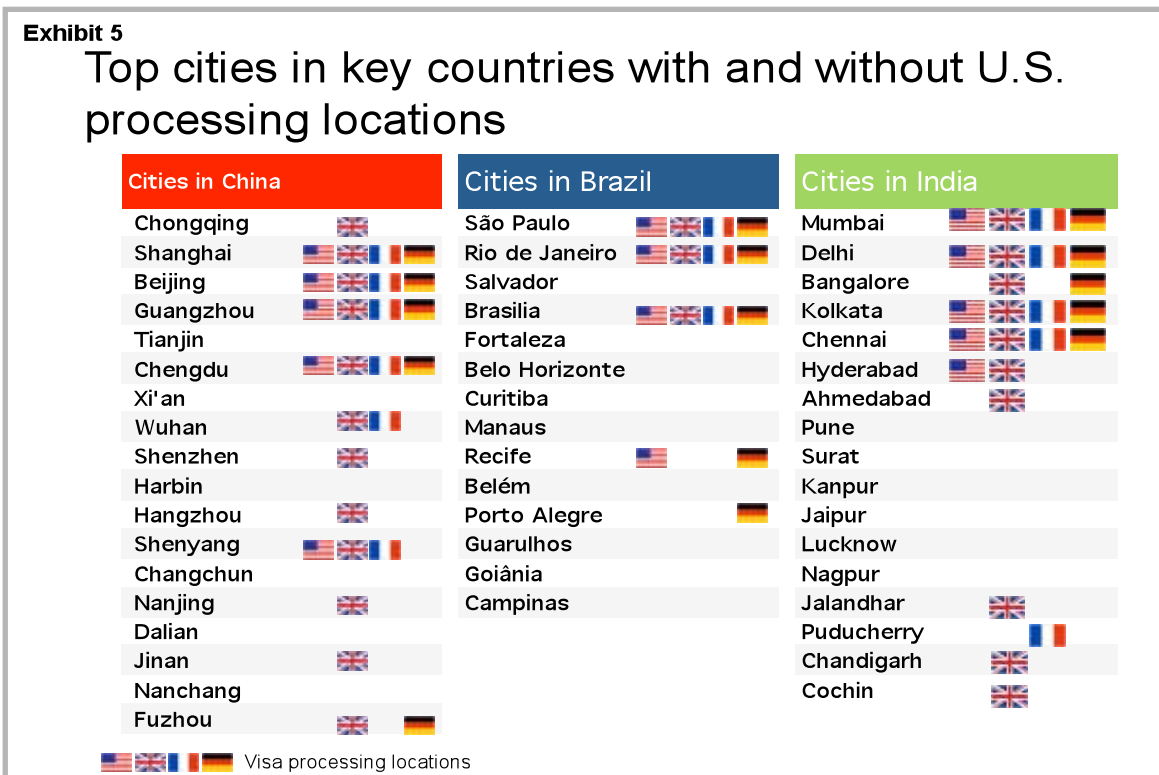 Exhibit 5
Top cities in key countries with and without U.S.
processing locations
Cities in China
Chongqing
Shanghai
Beijing
Guangzhou
Tianjin
Chengdu
Xi'an
Wuhan
Shenzhen
Harbin
Hangzhou
Shenyang
Changchun
Nanjing
Dalian
Jinan
Nanchang
Fuzhou
Cities in Brazil
São Paulo
Rio de Janeiro
Salvador
Brasilia
Fortaleza
Belo Horizonte
Curitiba
Manaus
Recife
Belém
Porto Alegre
Guarulhos
Goiânia
Campinas
Cities in India
Mumbai
Delhi
Bangalore
Kolkata
Chennai
Hyderabad
Ahmedabad
Pune
Surat
Kanpur
Jaipur
Lucknow
Nagpur
Jalandhar
Puducherry
Chandigarh
Cochin
Visa processing locations